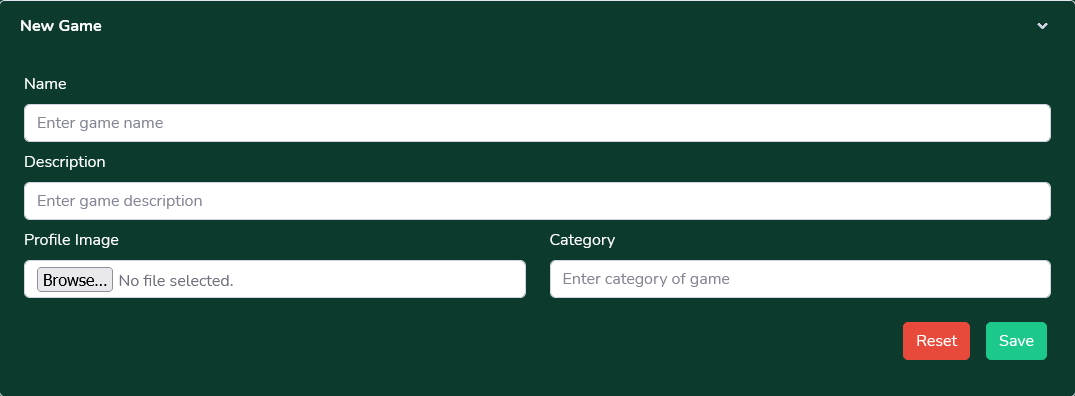 New Game
Name
Enter game name
Description
Enter game description
Profile Image
Category
Browse... No file selected.
Enter category of game
Reset
Save